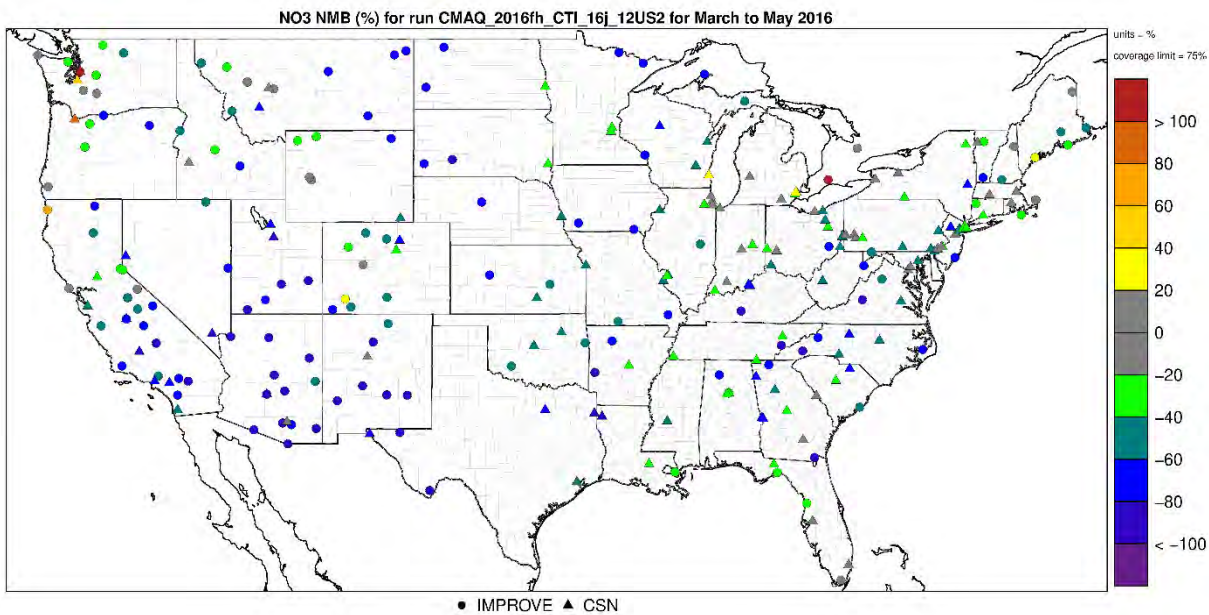 NO3 NMB (%) for run CMAQ_2016fh_CTI_16j_12US2 for March to May 2016
units = %
coverage limit = 75%
> 100
80
60
40
20
0
−20
−40
−60
−80
< −100
● IMPROVE ▲ CSN